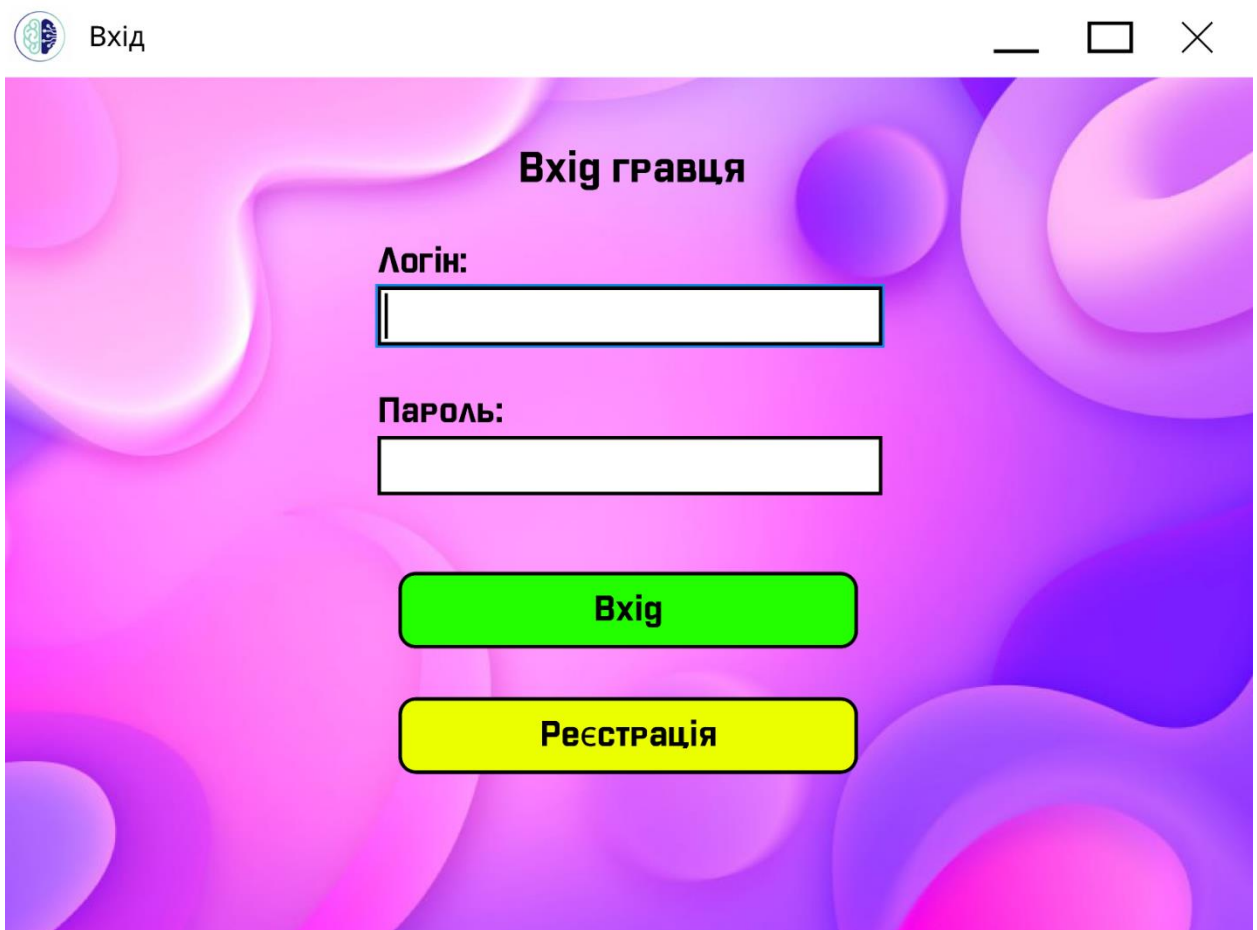 Вхід
Вхід гравця
Логін:
Пароль:
Вхід
Реєстрація